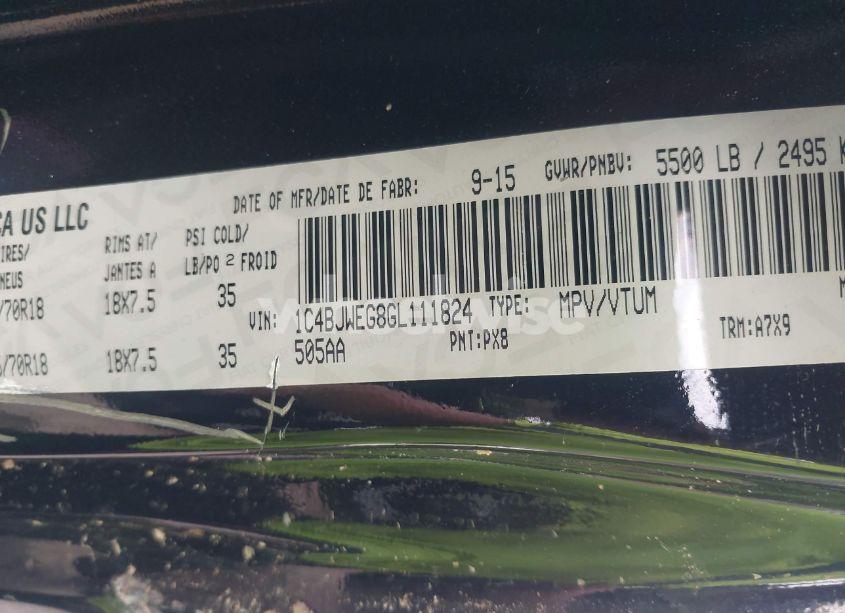 CA US LLC
DATE OF MFR/DATE DE FABR: 9-15 GVWR/PNBV: 5500 LB / 2495 K
IRES/ RIMS AT/ PSI COLD/
NEUS JANTES A LB/PO 2 FROID
/70R18 18X7.5 35
VIN: 1C4BJWEG8GL111824 TYPE: MPV/VTUM
/70R18 18X7.5 35
505AA PNT:PX8 TRM:A7X9